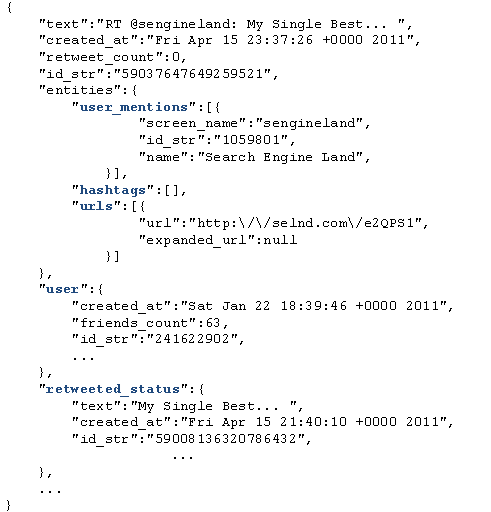 {
"text":"RT @sengineland: My Single Best... ",
"created_at":"Fri Apr 15 23:37:26 +0000 2011",
"retweet_count":0,
"id_str":"59037647649259521",
"entities":{
"user_mentions":[{
"screen_name":"sengineland",
"id_str":"1059801",
"name":"Search Engine Land",
}],
"hashtags":[],
"urls":[{
"url":"http:\/\/selnd.com\/e2QPS1",
"expanded_url":null
}]
},
"user":{
"created_at":"Sat Jan 22 18:39:46 +0000 2011",
"friends_count":63,
"id_str":"241622902",
...
},
"retweeted_status":{
"text":"My Single Best... ",
"created_at":"Fri Apr 15 21:40:10 +0000 2011",
"id_str":"59008136320786432",
...
},
...
}